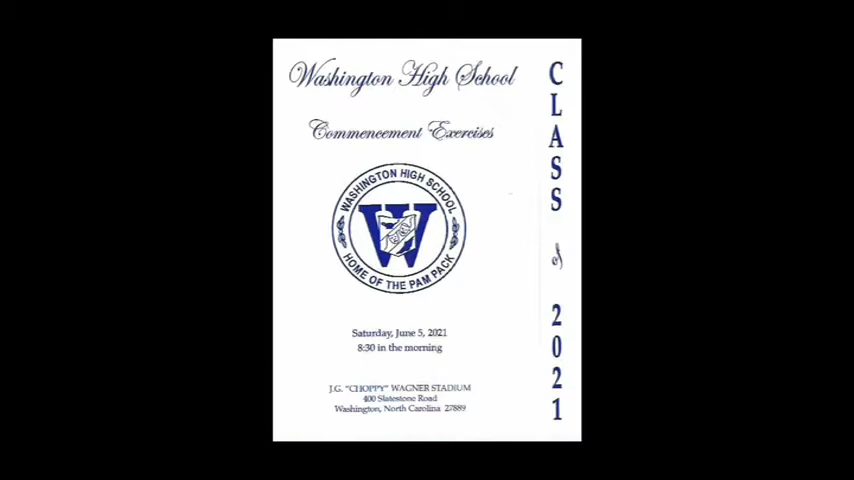 Washington High School
Commencement Exercises
WASHINGTON HIGH SCHOOL
W
HOME OF THE PAM PACK
Saturday, June 5, 2021
8:30 in the morning
J.G. "CHOPPY" WAGNER STADIUM
400 Slatestone Road
Washington, North Carolina 27889
CLASS of 2021